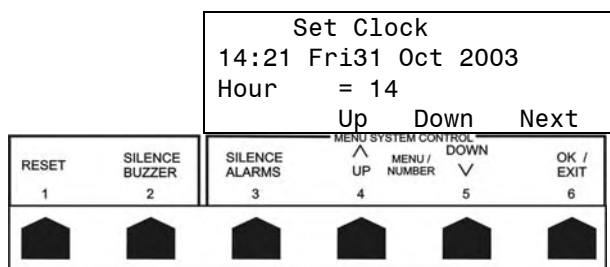 Set Clock
14:21 Fri31 Oct 2003
Hour = 14
Up Down Next
MENU SYSTEM CONTROL
RESET
1
SILENCE
BUZZER
2
SILENCE
ALARMS
3
UP
4
MENU /
NUMBER
DOWN
5
OK /
EXIT
6